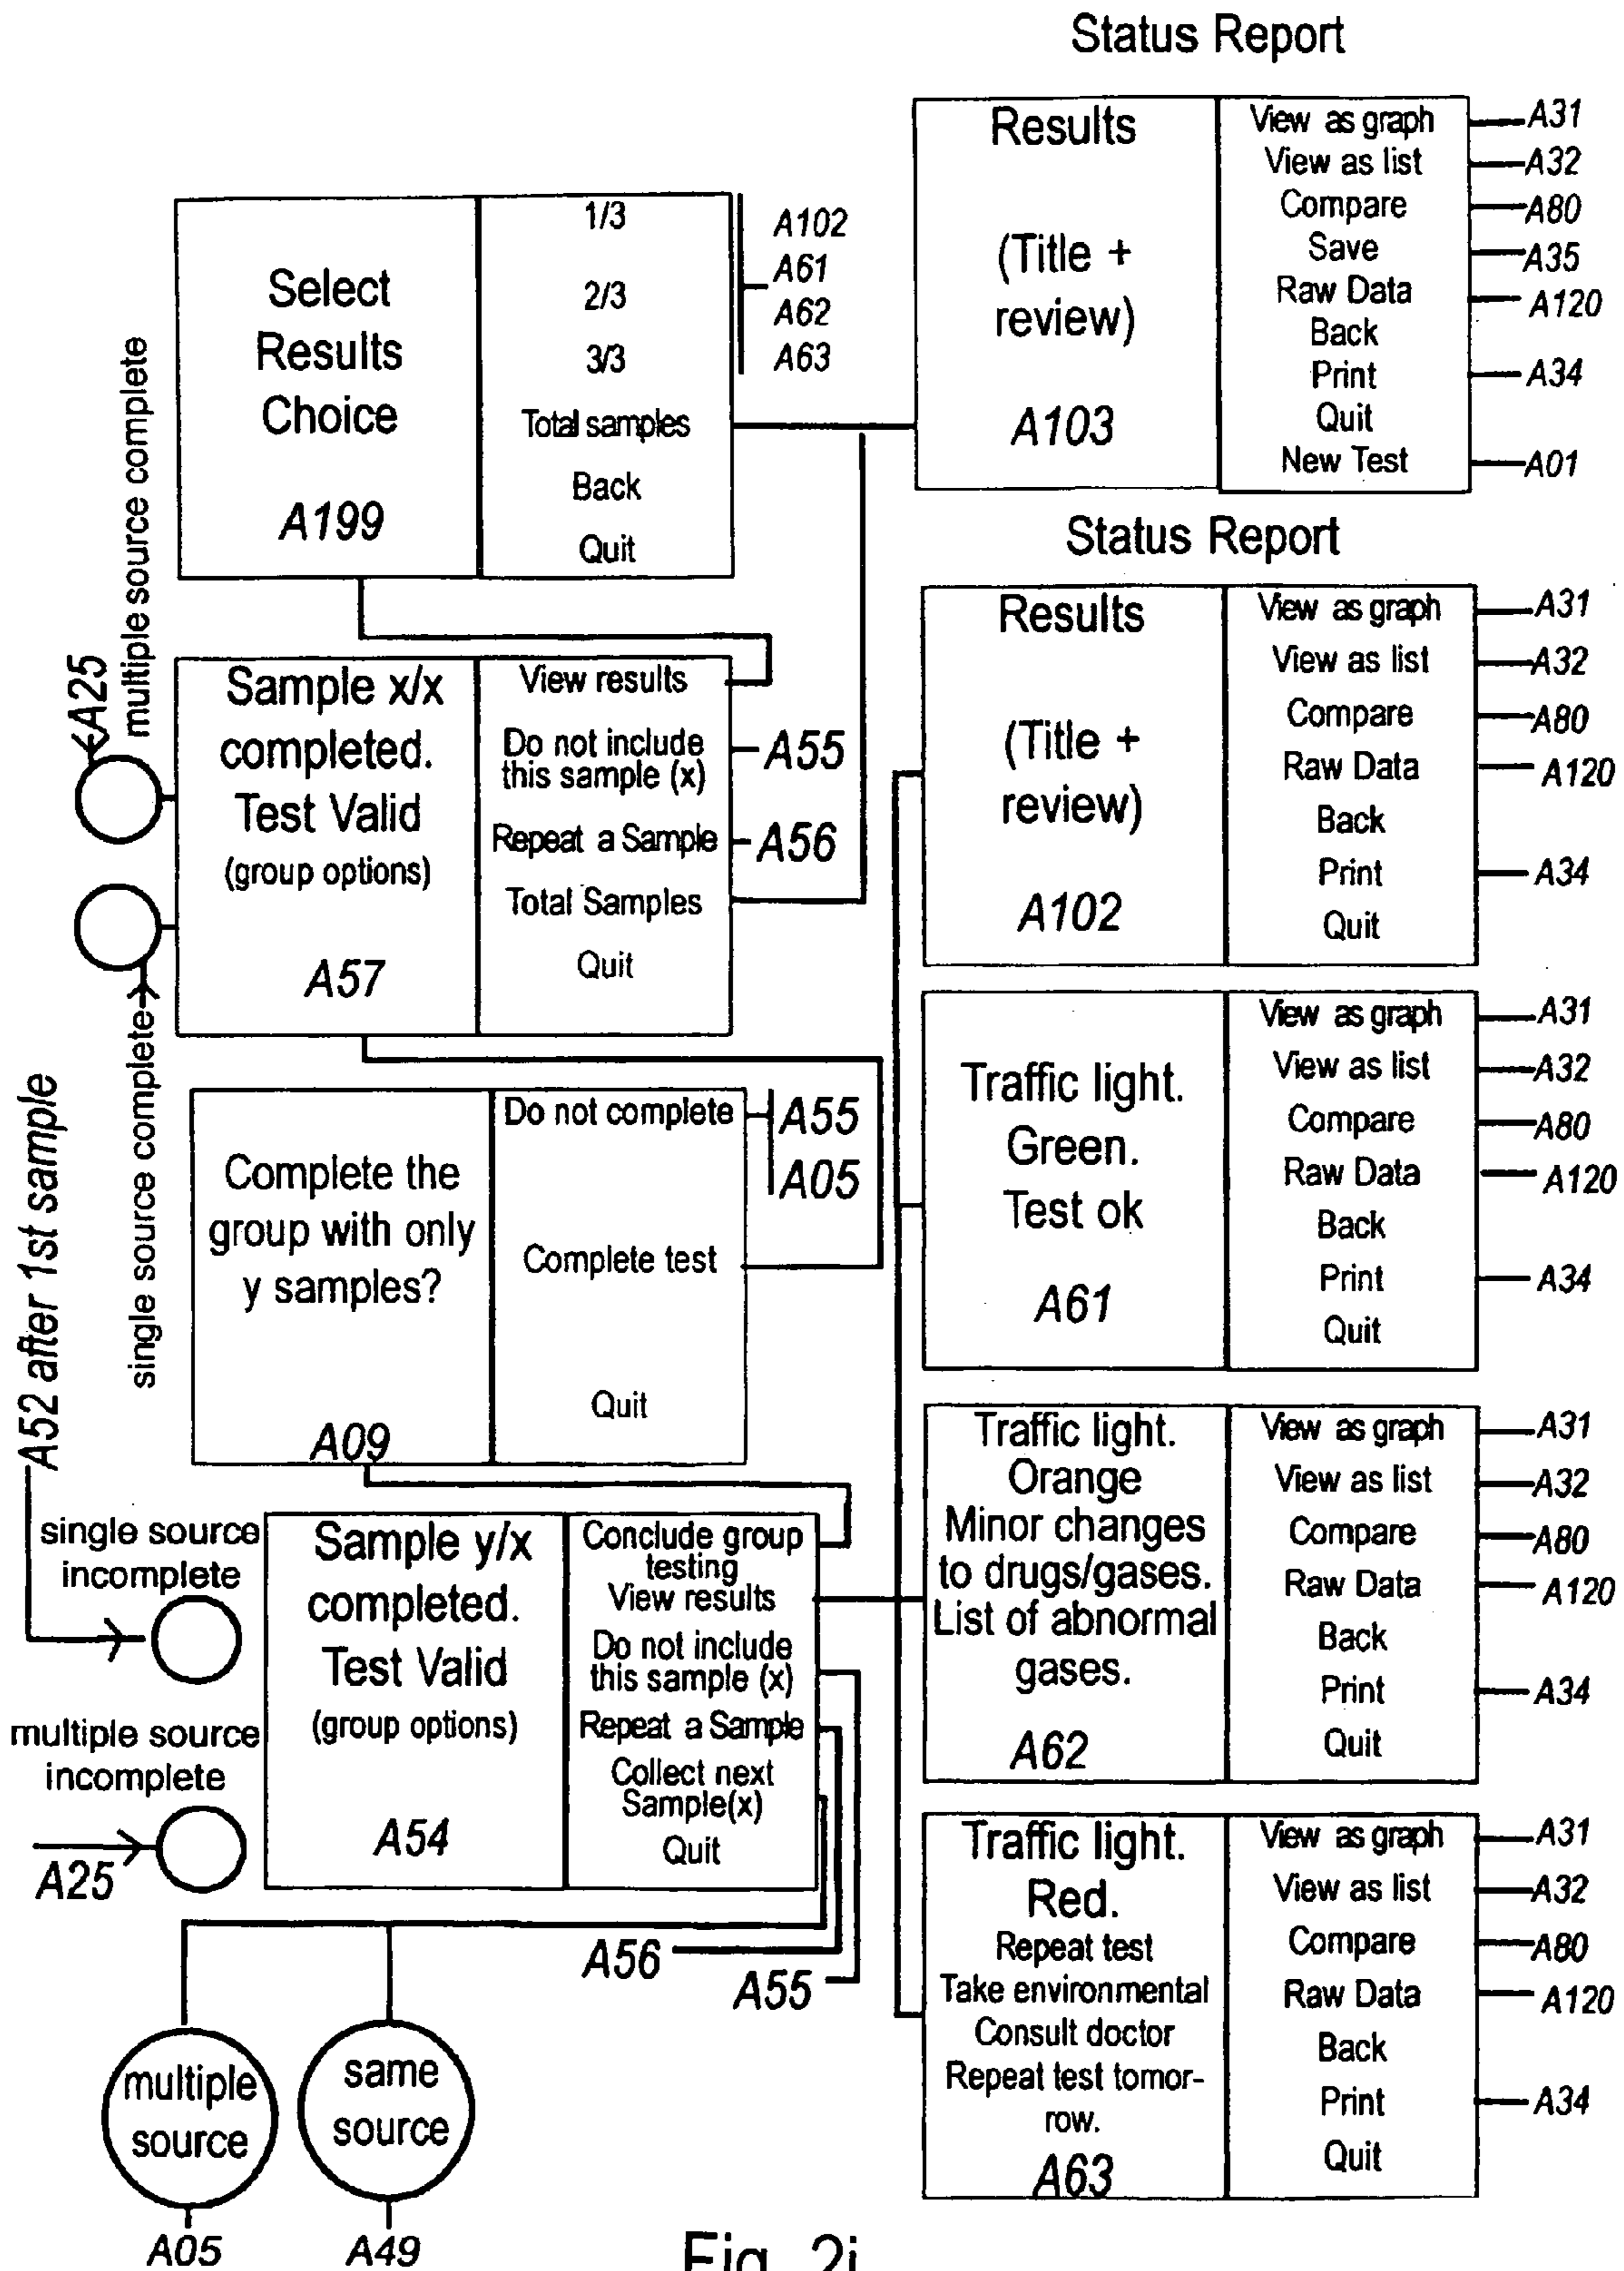 Status Report
Results
(Title +
review)
A103
View as graph
View as list
Compare
Save
Raw Data
Back
Print
Quit
New Test
A31
A32
A80
A35
A120
A34
A01
Select
Results
Choice
A199
1/3
2/3
3/3
Total samples
Back
Quit
A102
A61
A62
A63
multiple source complete
A25
Sample x/x
completed.
Test Valid
(group options)
A57
View results
Do not include
this sample (x)
Repeat a Sample
Total Samples
Quit
A55
A56
single source complete
Status Report
Results
(Title +
review)
A102
View as graph
View as list
Compare
Raw Data
Back
Print
Quit
A31
A32
A80
A120
A34
Complete the
group with only
y samples?
A09
Do not complete
Complete test
Quit
A55
A05
A52 after 1st sample
Traffic light.
Green.
Test ok
A61
View as graph
View as list
Compare
Raw Data
Back
Print
Quit
A31
A32
A80
A120
A34
single source
incomplete
multiple source
incomplete
A25
Sample y/x
completed.
Test Valid
(group options)
A54
Conclude group
testing
View results
Do not include
this sample (x)
Repeat a Sample
Collect next
Sample(x)
Quit
A56
A55
Traffic light.
Orange
Minor changes
to drugs/gases.
List of abnormal
gases.
A62
View as graph
View as list
Compare
Raw Data
Back
Print
Quit
A31
A32
A80
A120
A34
Traffic light.
Red.
Repeat test
Take environmental
Consult doctor
Repeat test tomor-
row.
A63
View as graph
View as list
Compare
Raw Data
Back
Print
Quit
A31
A32
A80
A120
A34
multiple
source
A05
same
source
A49
Fig. 2i